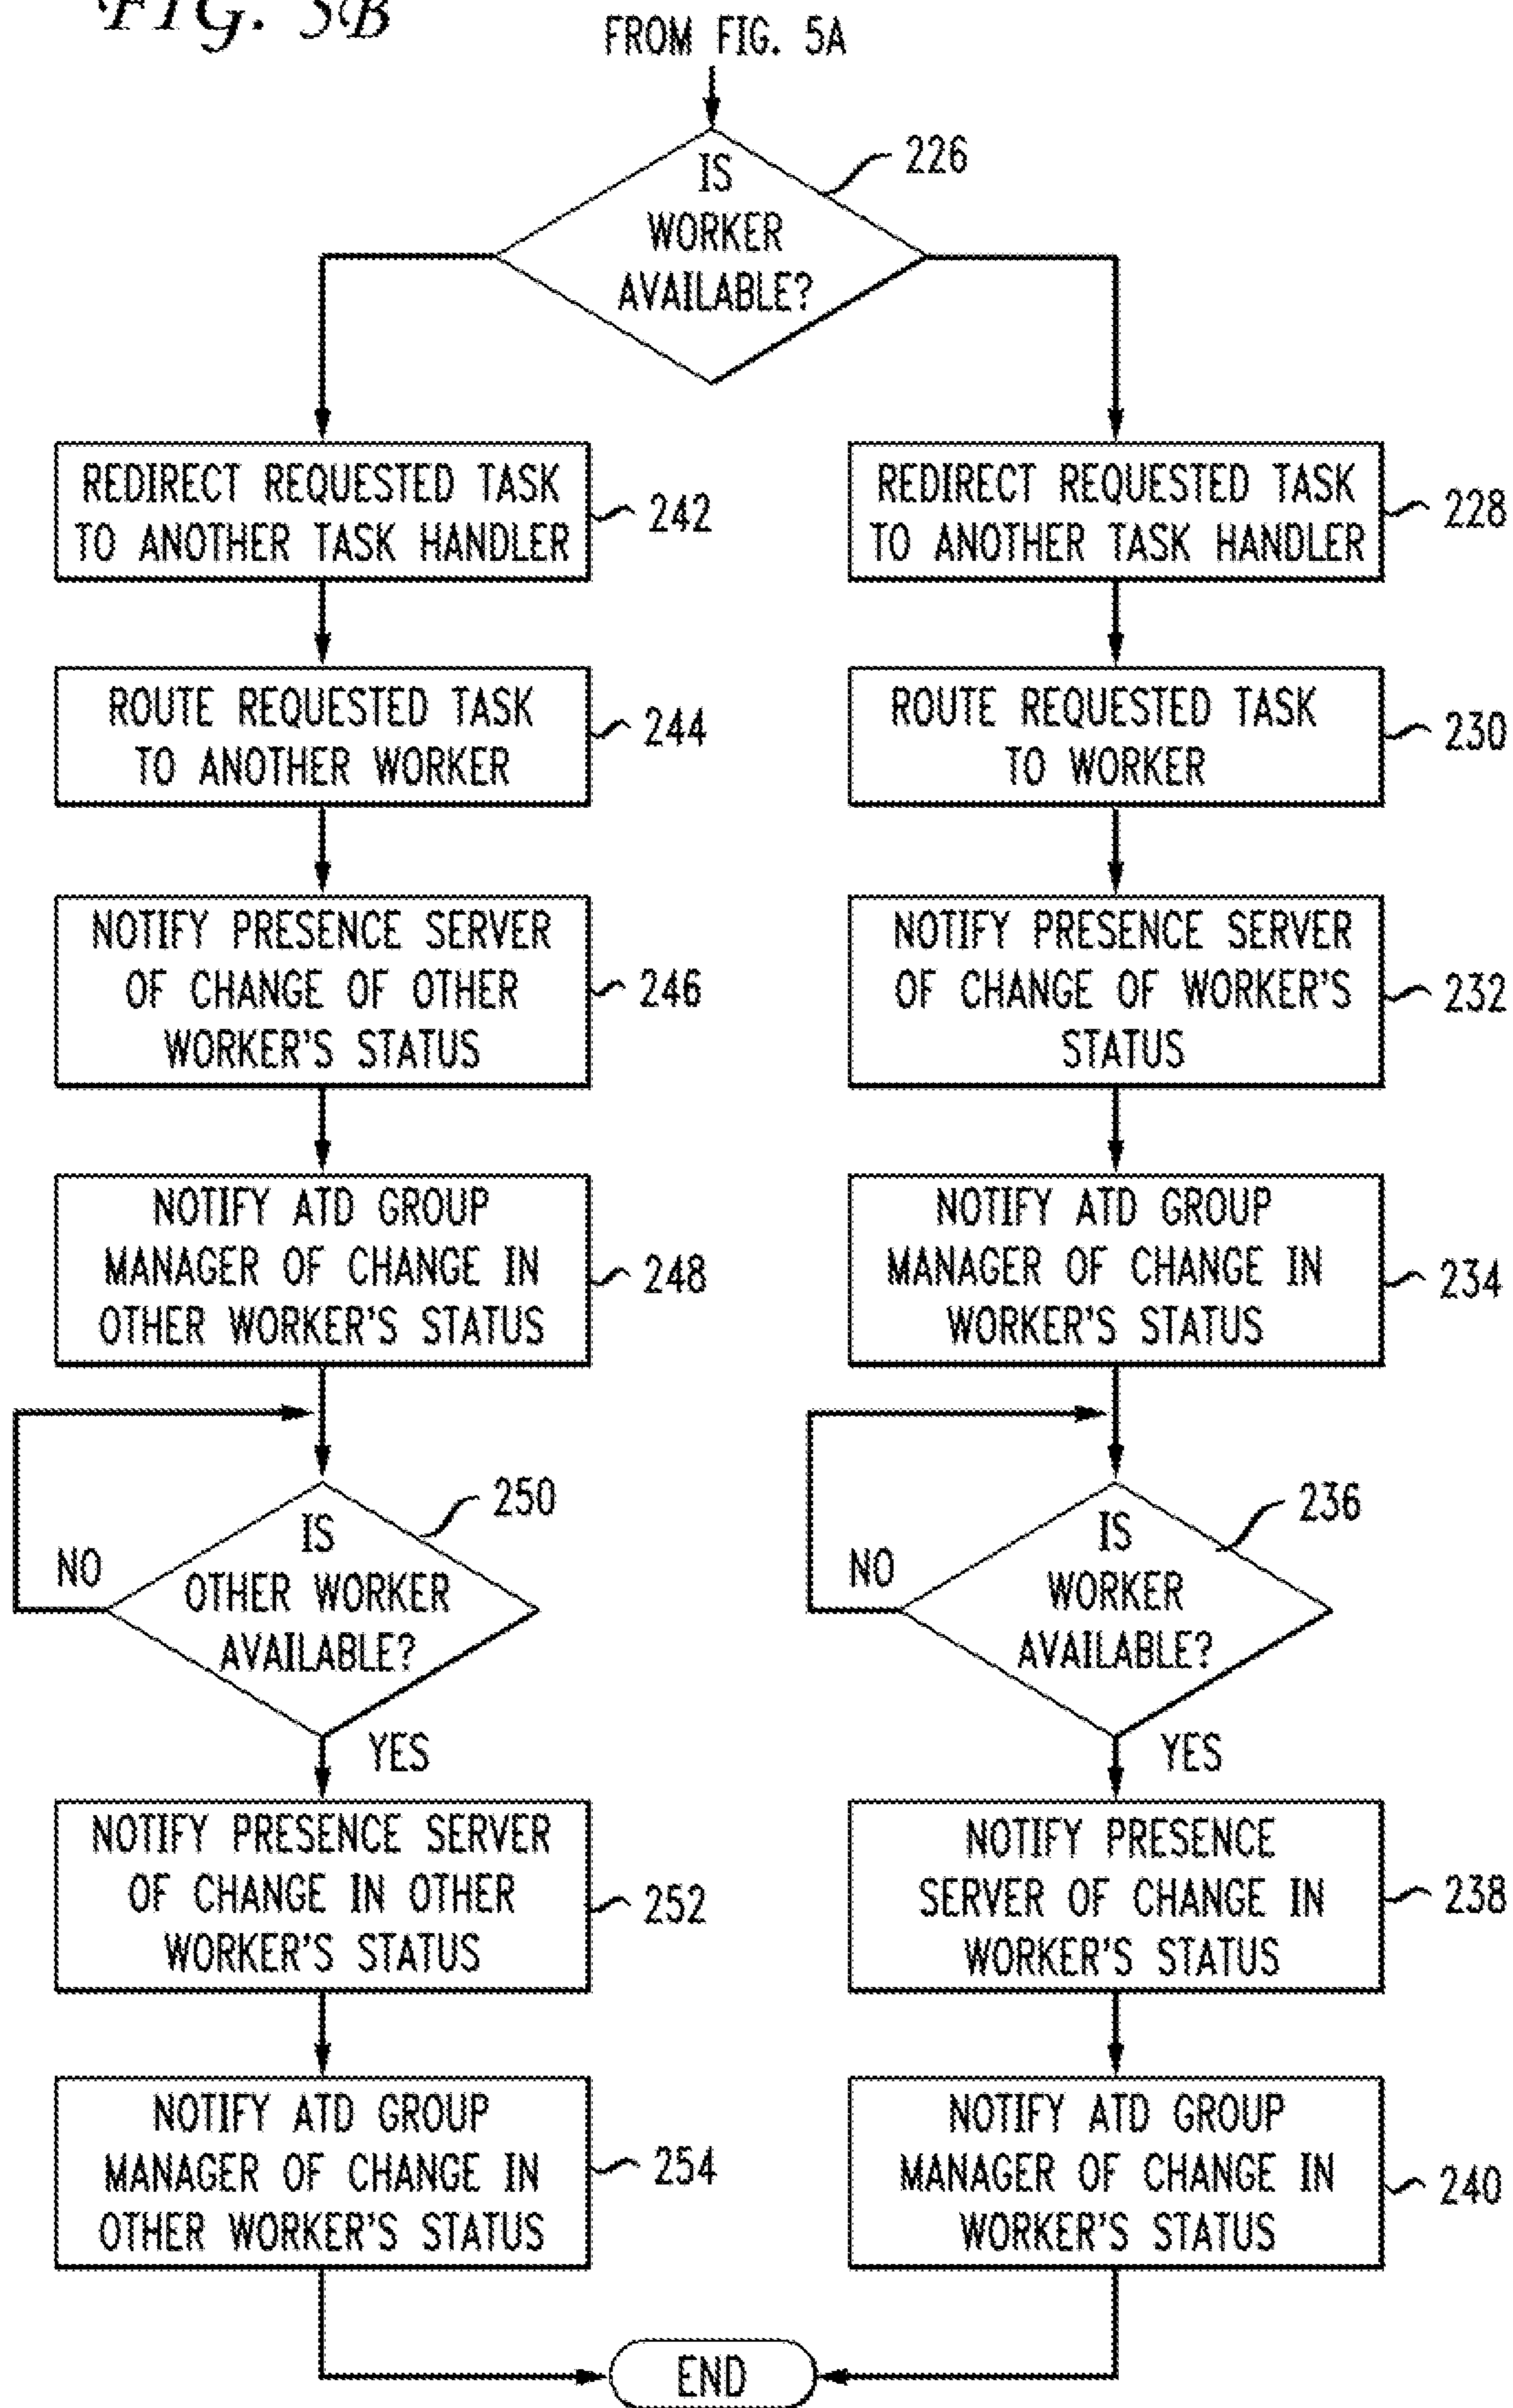 FIG. 5B
FROM FIG. 5A
IS
WORKER
AVAILABLE?
226
REDIRECT REQUESTED TASK
TO ANOTHER TASK HANDLER
242
ROUTE REQUESTED TASK
TO ANOTHER WORKER
244
NOTIFY PRESENCE SERVER
OF CHANGE OF OTHER
WORKER'S STATUS
246
NOTIFY ATD GROUP
MANAGER OF CHANGE IN
OTHER WORKER'S STATUS
248
IS
OTHER WORKER
AVAILABLE?
250
NO
YES
NOTIFY PRESENCE SERVER
OF CHANGE IN OTHER
WORKER'S STATUS
252
NOTIFY ATD GROUP
MANAGER OF CHANGE IN
OTHER WORKER'S STATUS
254
REDIRECT REQUESTED TASK
TO ANOTHER TASK HANDLER
228
ROUTE REQUESTED TASK
TO WORKER
230
NOTIFY PRESENCE SERVER
OF CHANGE OF WORKER'S
STATUS
232
NOTIFY ATD GROUP
MANAGER OF CHANGE IN
WORKER'S STATUS
234
IS
WORKER
AVAILABLE?
236
NO
YES
NOTIFY PRESENCE
SERVER OF CHANGE IN
WORKER'S STATUS
238
NOTIFY ATD GROUP
MANAGER OF CHANGE IN
WORKER'S STATUS
240
END